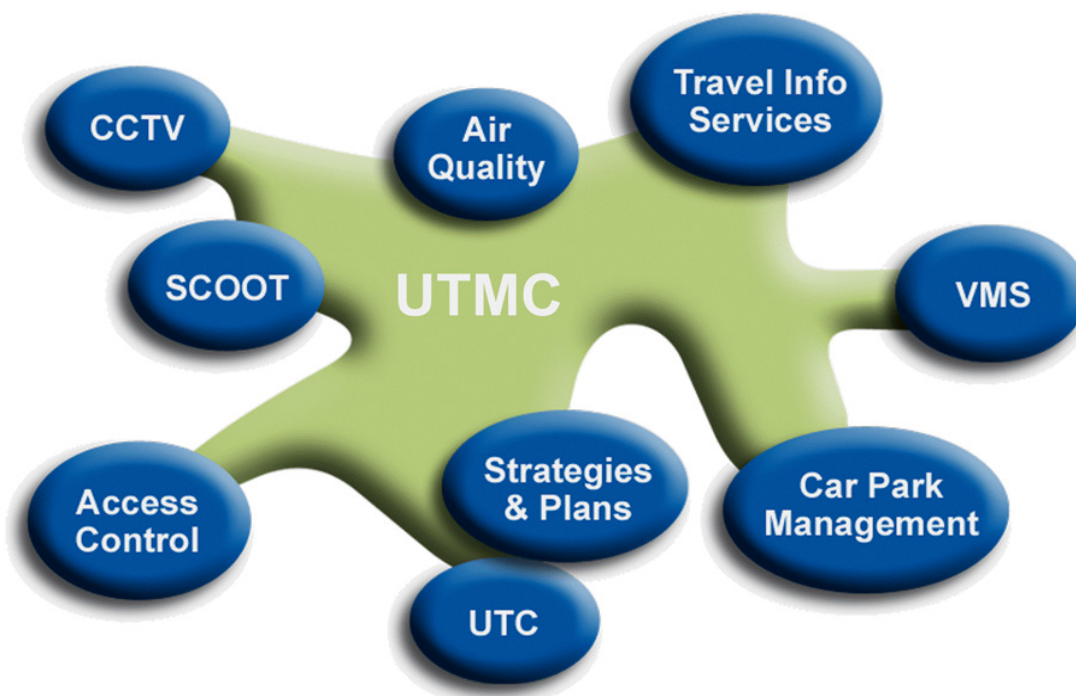 Travel Info
Services
CCTV
Air
Quality
SCOOT
UTMC
VMS
Access
Control
Strategies
& Plans
Car Park
Management
UTC